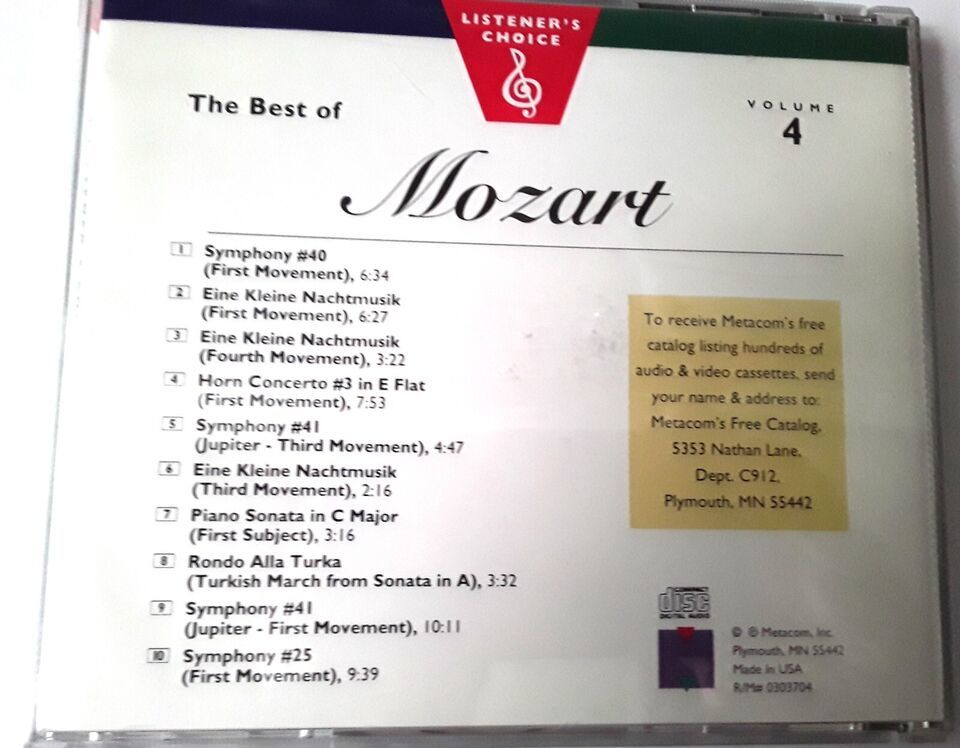 LISTENER'S
CHOICE
The Best of
VOLUME
4
Mozart
1 Symphony #40
(First Movement), 6:34
2 Eine Kleine Nachtmusik
(First Movement), 6:27
3 Eine Kleine Nachtmusik
(Fourth Movement), 3:22
4 Horn Concerto #3 in E Flat
(First Movement), 7:53
5 Symphony #41
(Jupiter - Third Movement), 4:47
6 Eine Kleine Nachtmusik
(Third Movement), 2:16
7 Piano Sonata in C Major
(First Subject), 3:16
8 Rondo Alla Turka
(Turkish March from Sonata in A), 3:32
9 Symphony #41
(Jupiter - First Movement), 10:11
10 Symphony #25
(First Movement), 9:39
To receive Metacom's free
catalog listing hundreds of
audio & video cassettes, send
your name & address to:
Metacom's Free Catalog,
5353 Nathan Lane,
Dept. C912,
Plymouth, MN 55442
COMPACT
disc
DIGITAL AUDIO
© ℗ Metacom, Inc.
Plymouth, MN 55442
Made in USA
R/M# 0303704